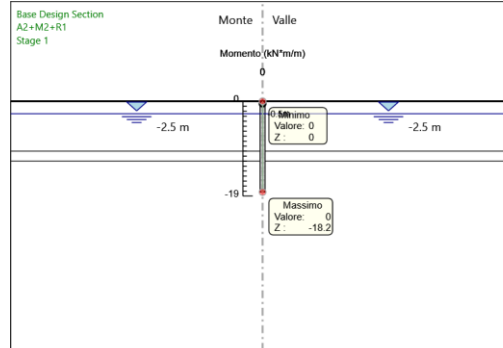 Base Design Section
A2+M2+R1
Stage 1
Monte Valle
Momento (kN*m/m)
0
0
Minimo
Valore: 0
Z : 0
-2.5 m
-2.5 m
-19
Massimo
Valore: 0
Z : -18.2